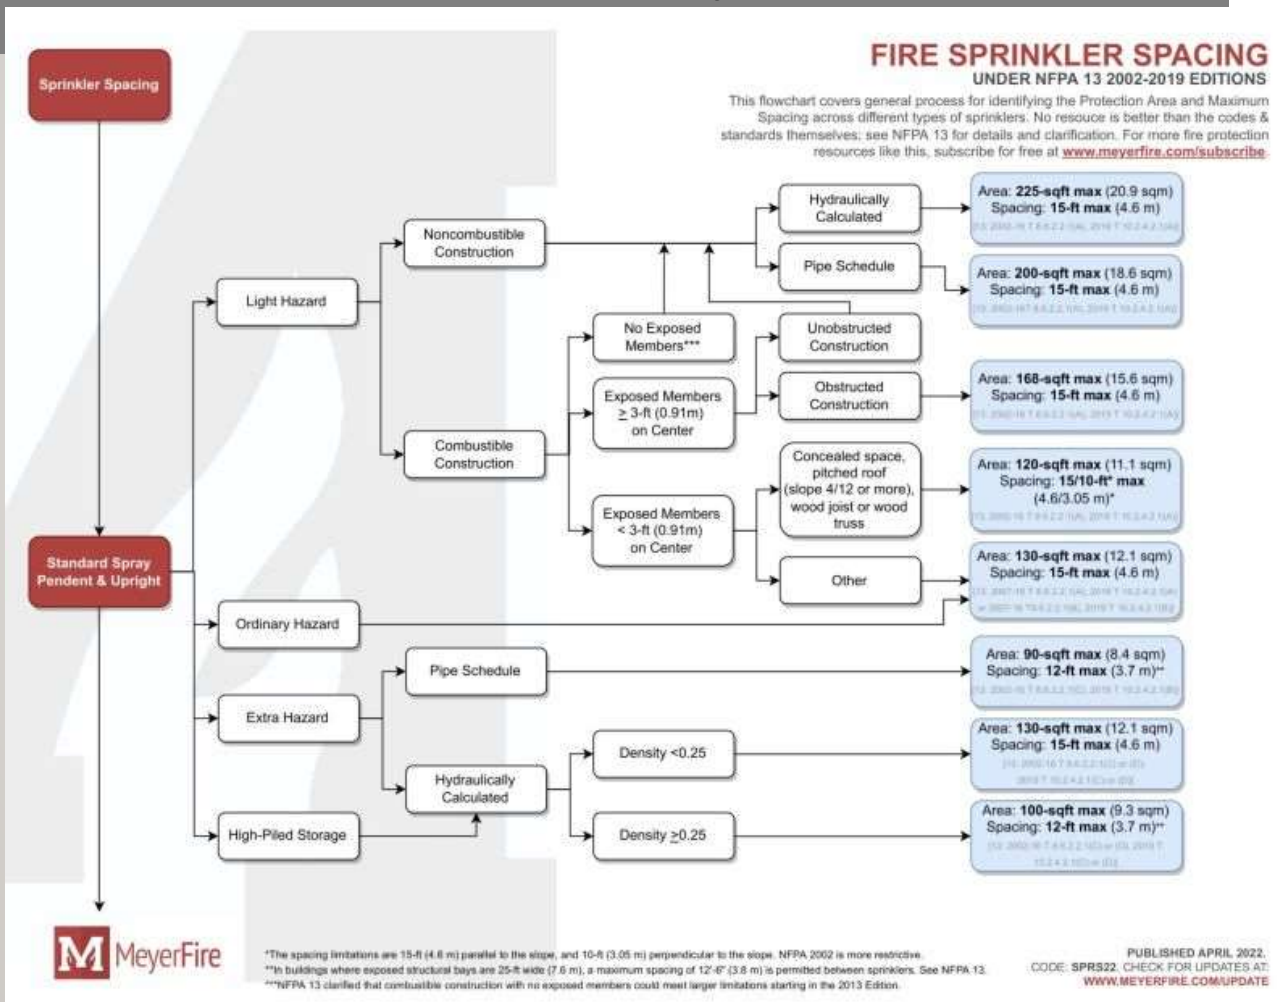 FIRE SPRINKLER SPACING
UNDER NFPA 13 2002-2019 EDITIONS
This flowchart covers general process for identifying the Protection Area and Maximum
Spacing across different types of sprinklers. No resouce is better than the codes &
standards themselves; see NFPA 13 for details and clarification. For more fire protection
resources like this, subscribe for free at www.meyerfire.com/subscribe.
Sprinkler Spacing
Standard Spray
Pendent & Upright
Light Hazard
Ordinary Hazard
Extra Hazard
High-Piled Storage
Noncombustible
Construction
Combustible
Construction
Pipe Schedule
Hydraulically
Calculated
No Exposed
Members***
Exposed Members
≥ 3-ft (0.91m)
on Center
Exposed Members
< 3-ft (0.91m)
on Center
Density <0.25
Density ≥0.25
Hydraulically
Calculated
Pipe Schedule
Unobstructed
Construction
Obstructed
Construction
Concealed space,
pitched roof
(slope 4/12 or more),
wood joist or wood
truss
Other
Area: 225-sqft max (20.9 sqm)
Spacing: 15-ft max (4.6 m)
Area: 200-sqft max (18.6 sqm)
Spacing: 15-ft max (4.6 m)
Area: 168-sqft max (15.6 sqm)
Spacing: 15-ft max (4.6 m)
Area: 120-sqft max (11.1 sqm)
Spacing: 15/10-ft* max
(4.6/3.05 m)*
Area: 130-sqft max (12.1 sqm)
Spacing: 15-ft max (4.6 m)
Area: 90-sqft max (8.4 sqm)
Spacing: 12-ft max (3.7 m)**
Area: 130-sqft max (12.1 sqm)
Spacing: 15-ft max (4.6 m)
Area: 100-sqft max (9.3 sqm)
Spacing: 12-ft max (3.7 m)**
M MeyerFire
*The spacing limitations are 15-ft (4.6 m) parallel to the slope, and 10-ft (3.05 m) perpendicular to the slope. NFPA 2002 is more restrictive.
**In buildings where exposed structural bays are 25-ft wide (7.6 m), a maximum spacing of 12'-6" (3.8 m) is permitted between sprinklers. See NFPA 13.
***NFPA 13 clarified that combustible construction with no exposed members could meet larger limitations starting in the 2013 Edition.
PUBLISHED APRIL 2022.
CODE: SPRS22. CHECK FOR UPDATES AT:
WWW.MEYERFIRE.COM/UPDATE